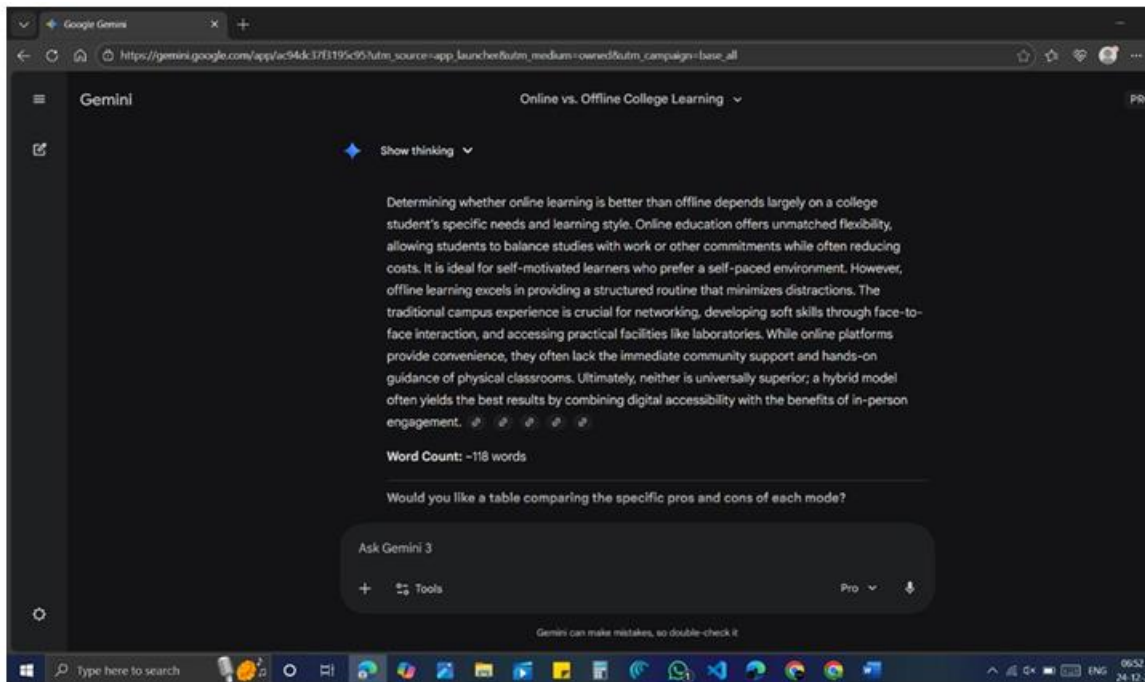 Google Gemini
https://gemini.google.com/app/ac94dc37f3195c95?utm_source=app_launcher&utm_medium=owned&utm_campaign=base_all
Gemini
Online vs. Offline College Learning
PRO
Show thinking
Determining whether online learning is better than offline depends largely on a college
student's specific needs and learning style. Online education offers unmatched flexibility,
allowing students to balance studies with work or other commitments while often reducing
costs. It is ideal for self-motivated learners who prefer a self-paced environment. However,
offline learning excels in providing a structured routine that minimizes distractions. The
traditional campus experience is crucial for networking, developing soft skills through face-to-
face interaction, and accessing practical facilities like laboratories. While online platforms
provide convenience, they often lack the immediate community support and hands-on
guidance of physical classrooms. Ultimately, neither is universally superior; a hybrid model
often yields the best results by combining digital accessibility with the benefits of in-person
engagement.
Word Count: ~118 words
Would you like a table comparing the specific pros and cons of each mode?
Ask Gemini 3
Tools
Pro
Gemini can make mistakes, so double-check it
Type here to search
ENG
06:52